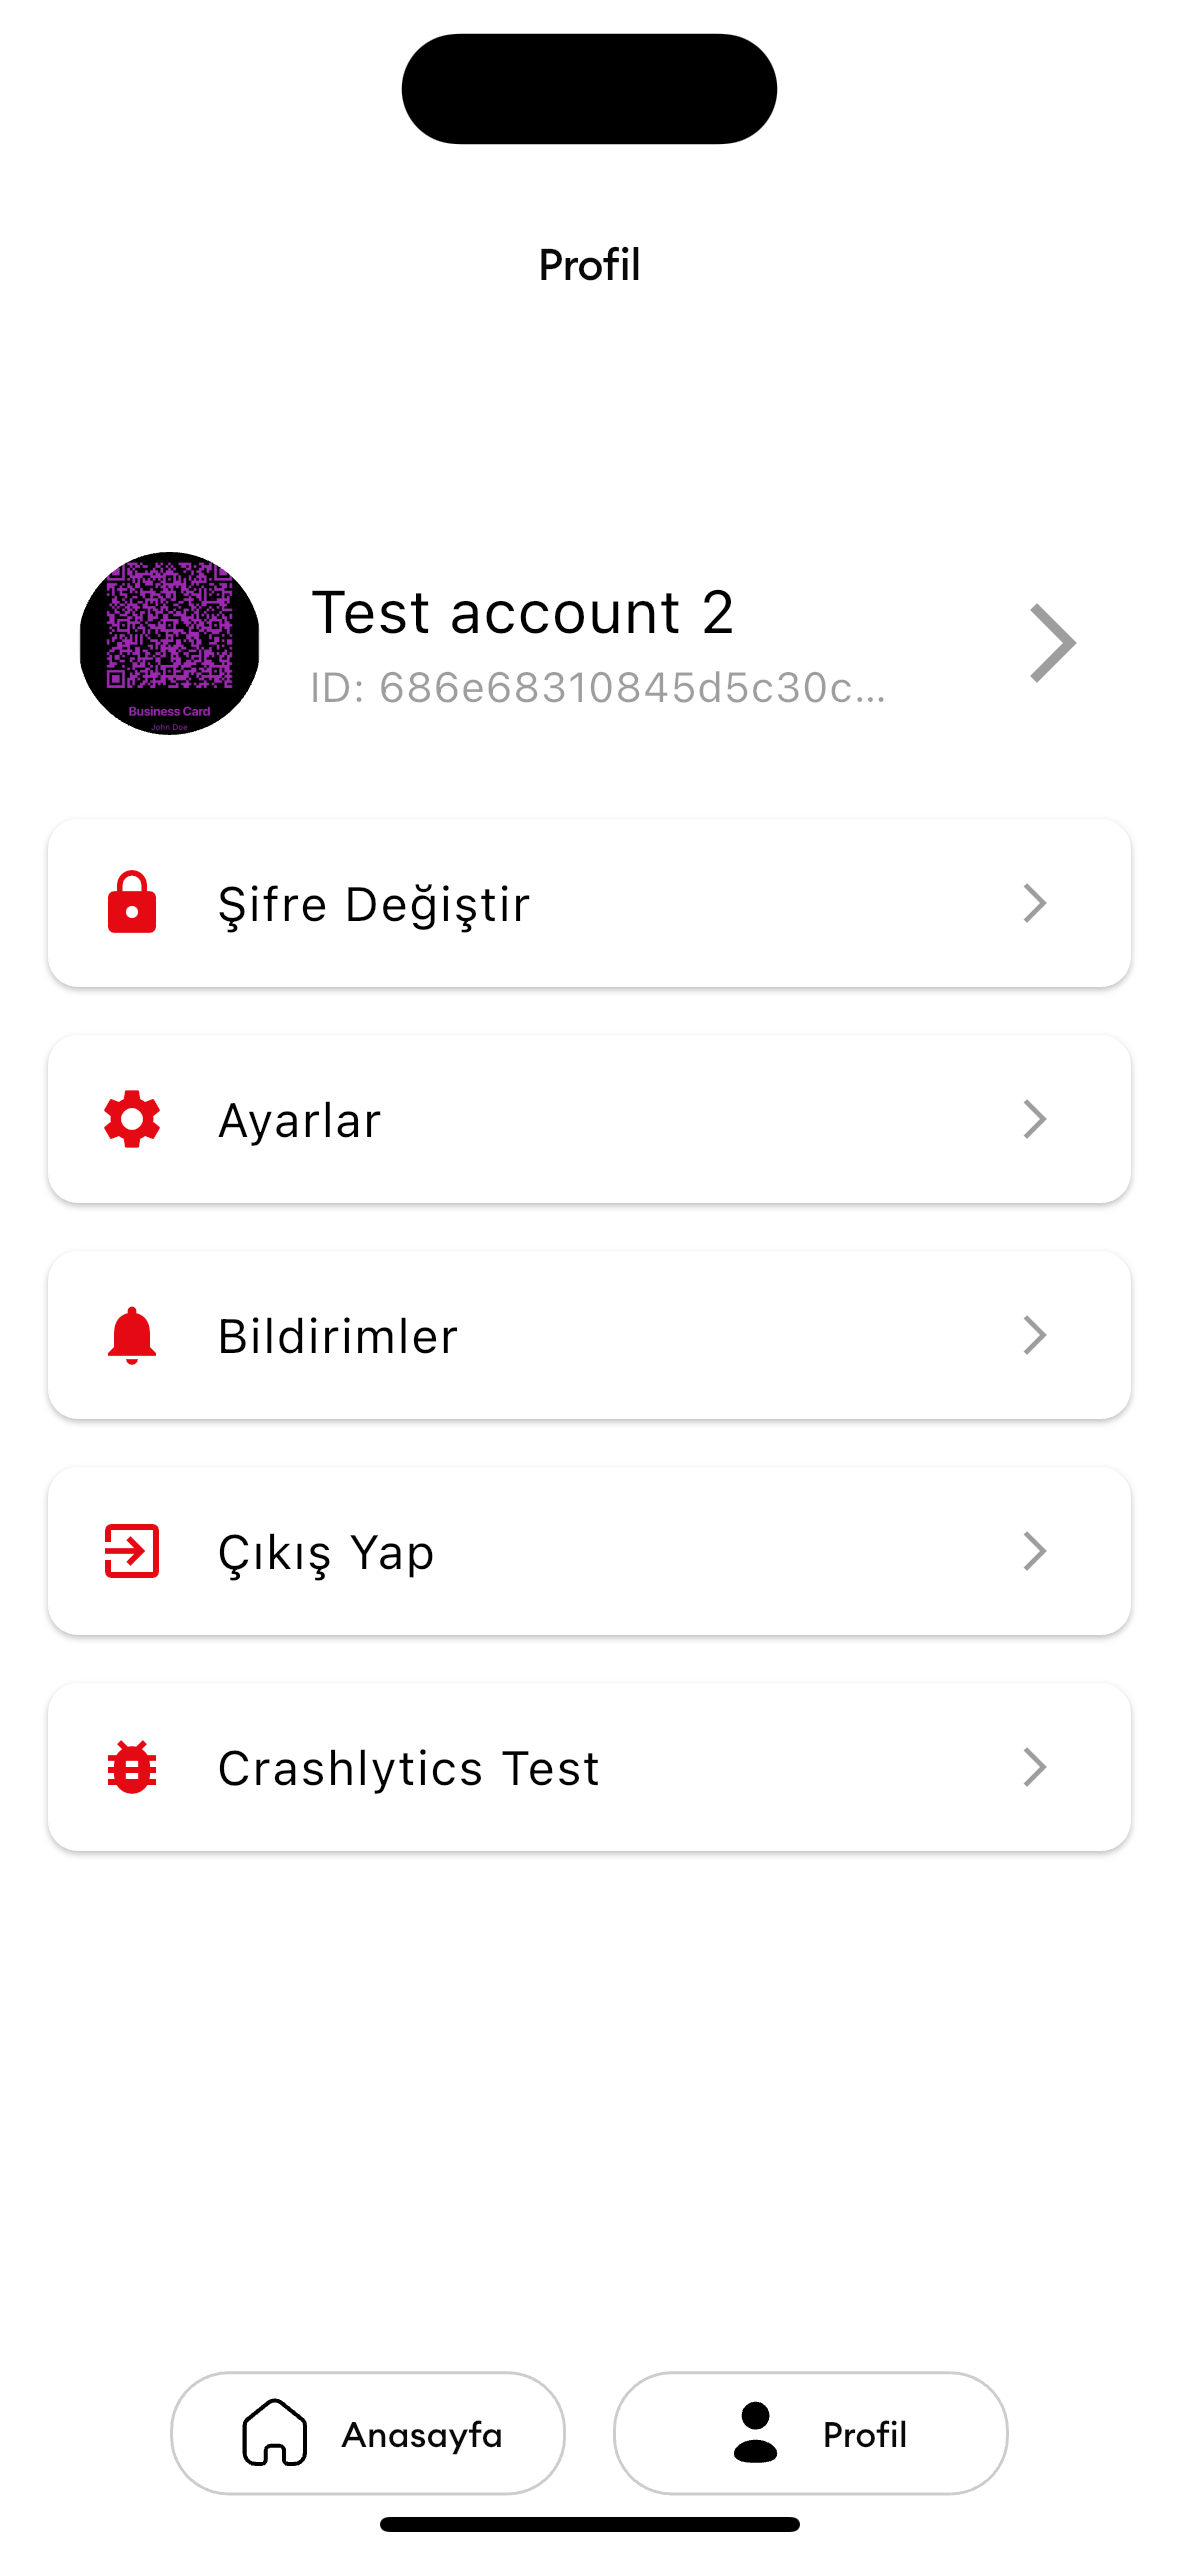 Profil
Test account 2
ID: 686e68310845d5c30c...
Business Card
John Doe
Şifre Değiştir
Ayarlar
Bildirimler
Çıkış Yap
Crashlytics Test
Anasayfa
Profil